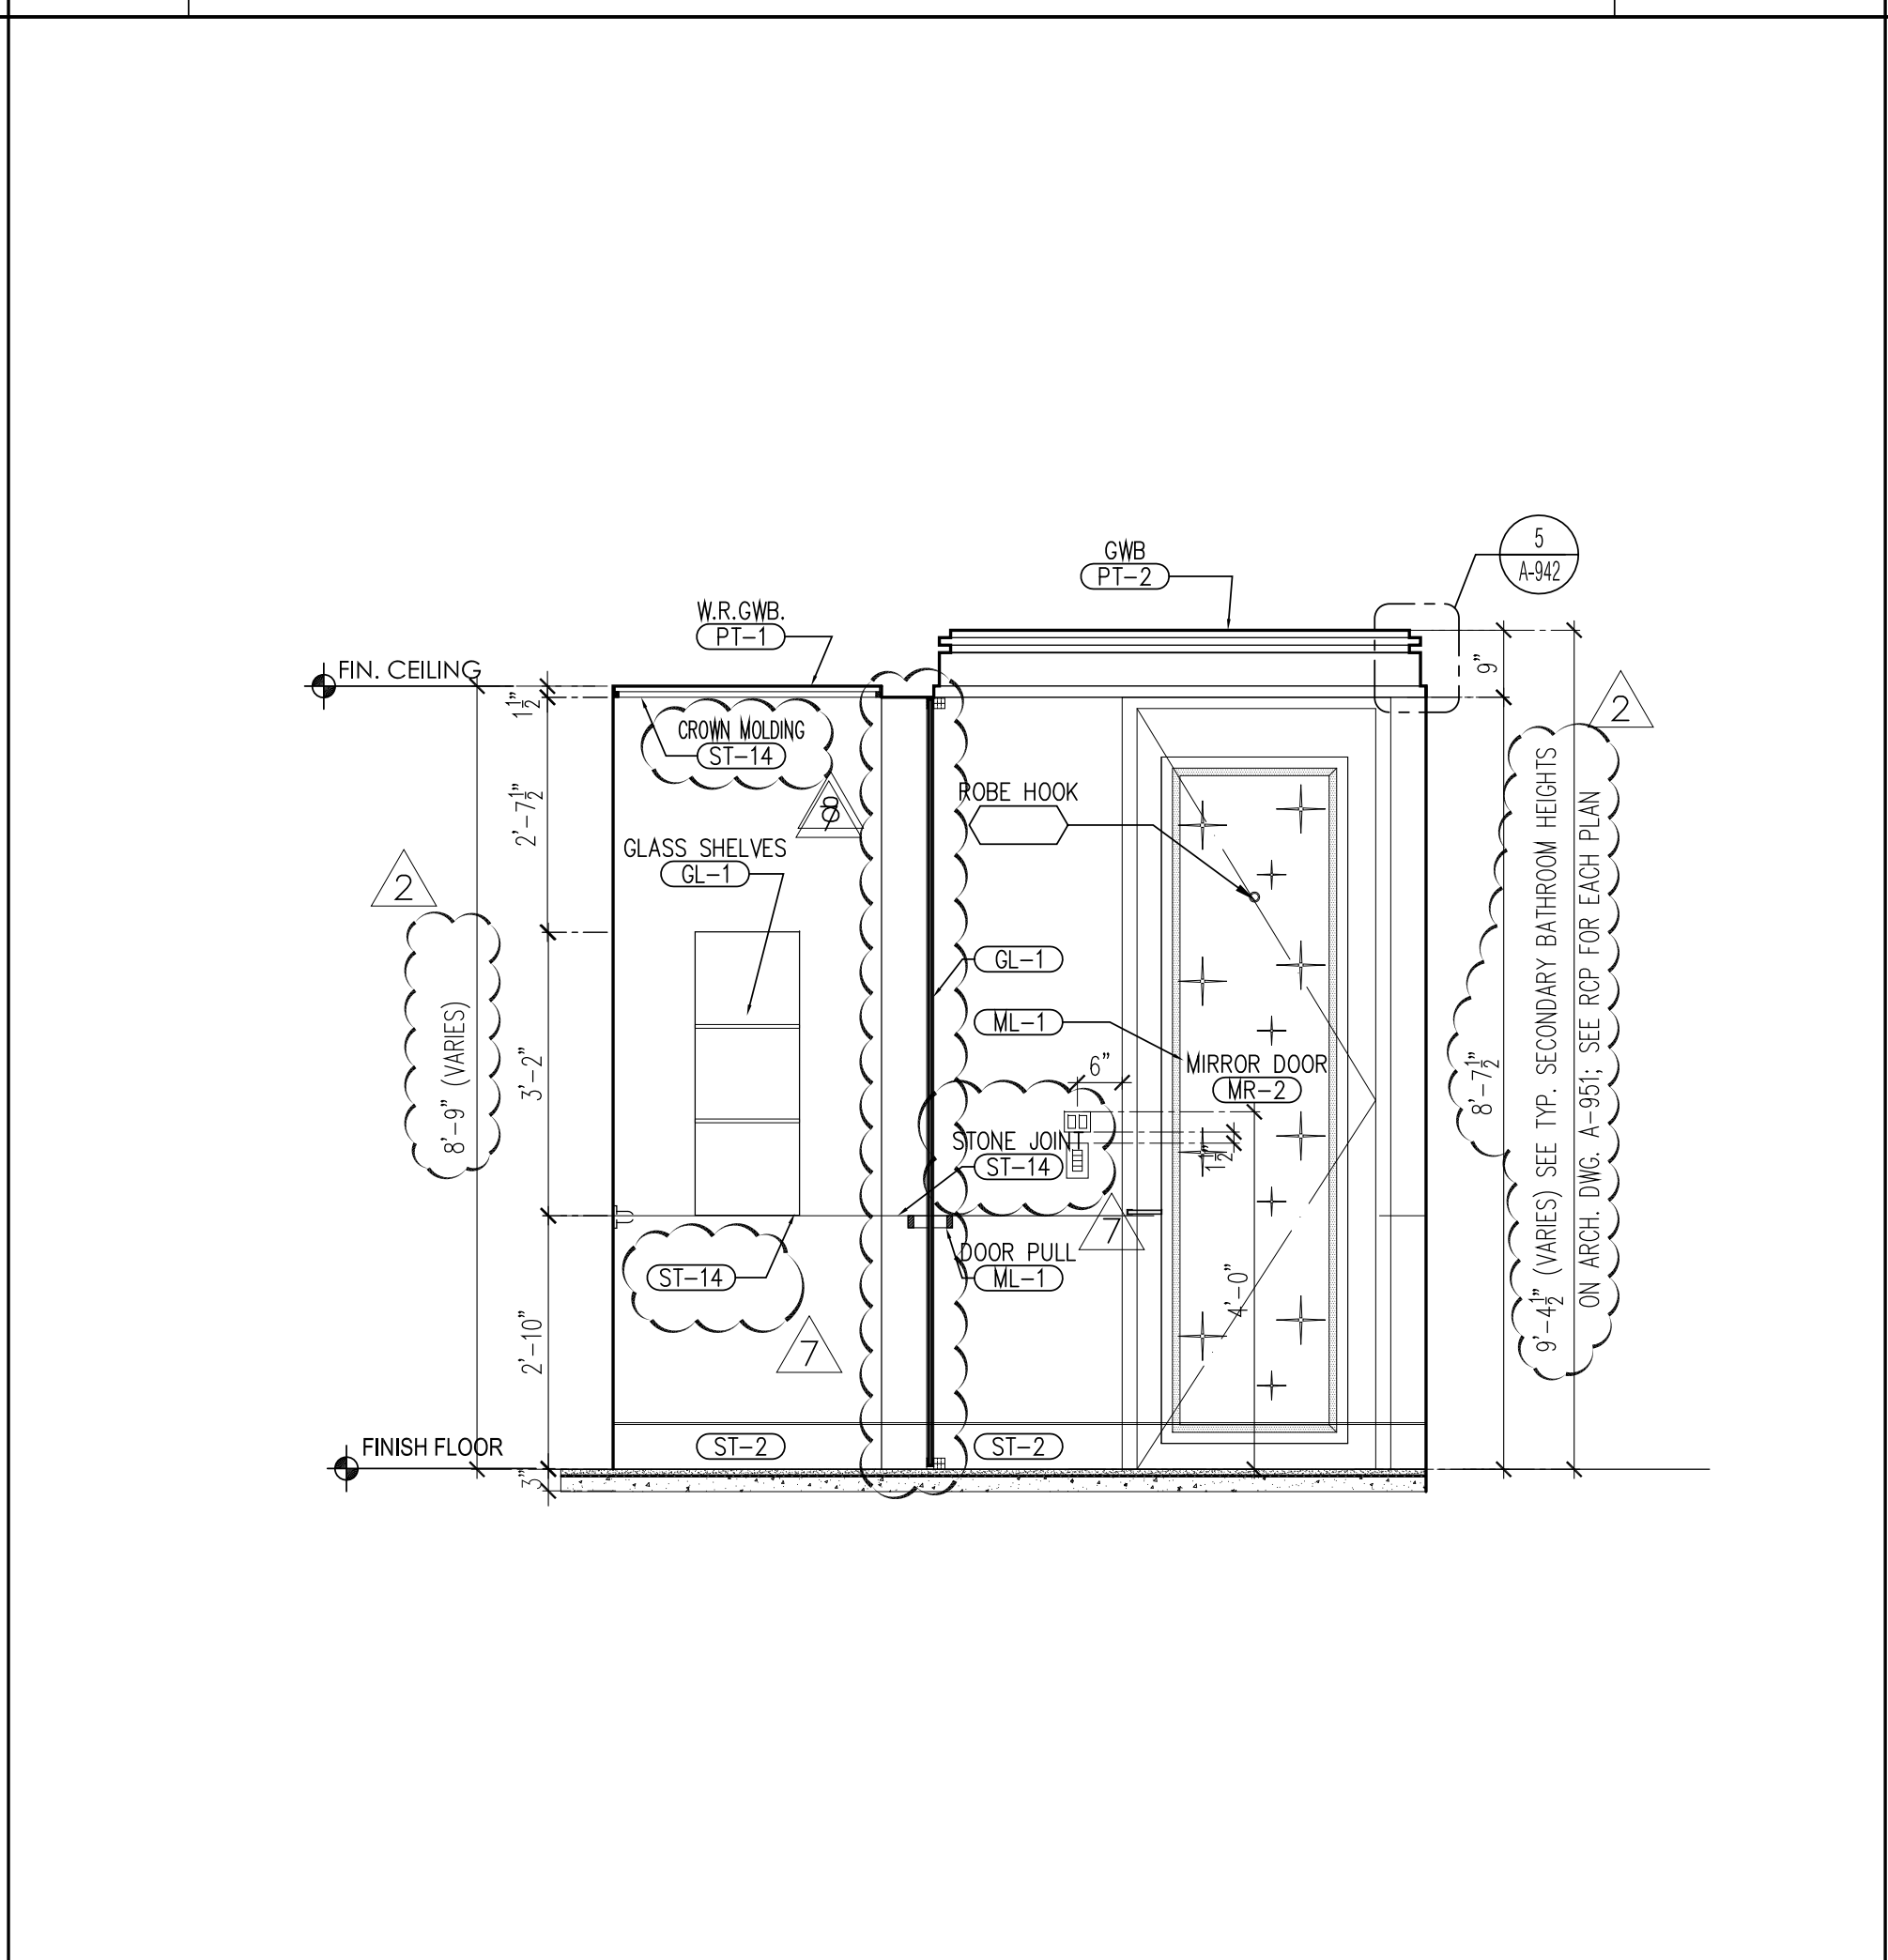 5
A-942
GWB
PT-2
W.R.GWB.
PT-1
FIN. CEILING
9"
1½"
2
CROWN MOLDING
ST-14
ROBE HOOK
8
2'-7½"
GLASS SHELVES
GL-1
2
GL-1
8'-9" (VARIES)
3'-2"
ML-1
6"
MIRROR DOOR
MR-2
8'-7½"
9'-4½" (VARIES) SEE TYP. SECONDARY BATHROOM HEIGHTS
ON ARCH. DWG. A-951; SEE RCP FOR EACH PLAN
STONE JOINT
ST-14
1½"
7
DOOR PULL
ML-1
ST-14
4'-0"
2'-10"
7
FINISH FLOOR
ST-2
ST-2
3"